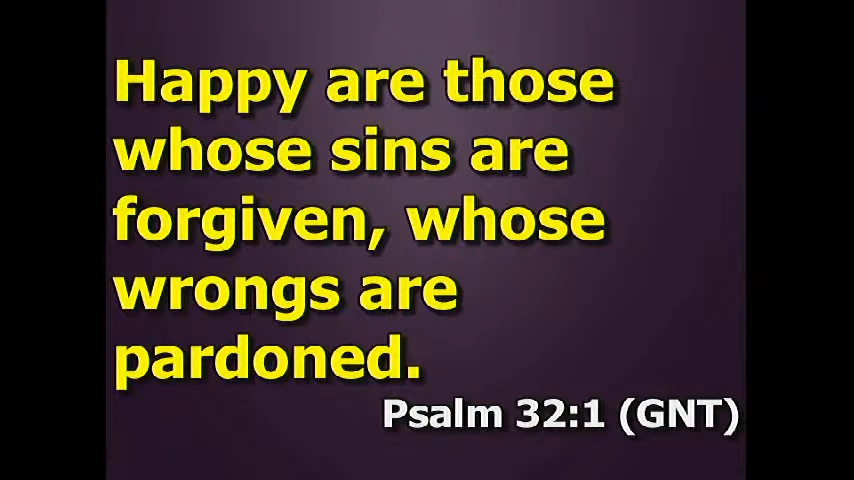 Happy are those
whose sins are
forgiven, whose
wrongs are
pardoned.
Psalm 32:1 (GNT)